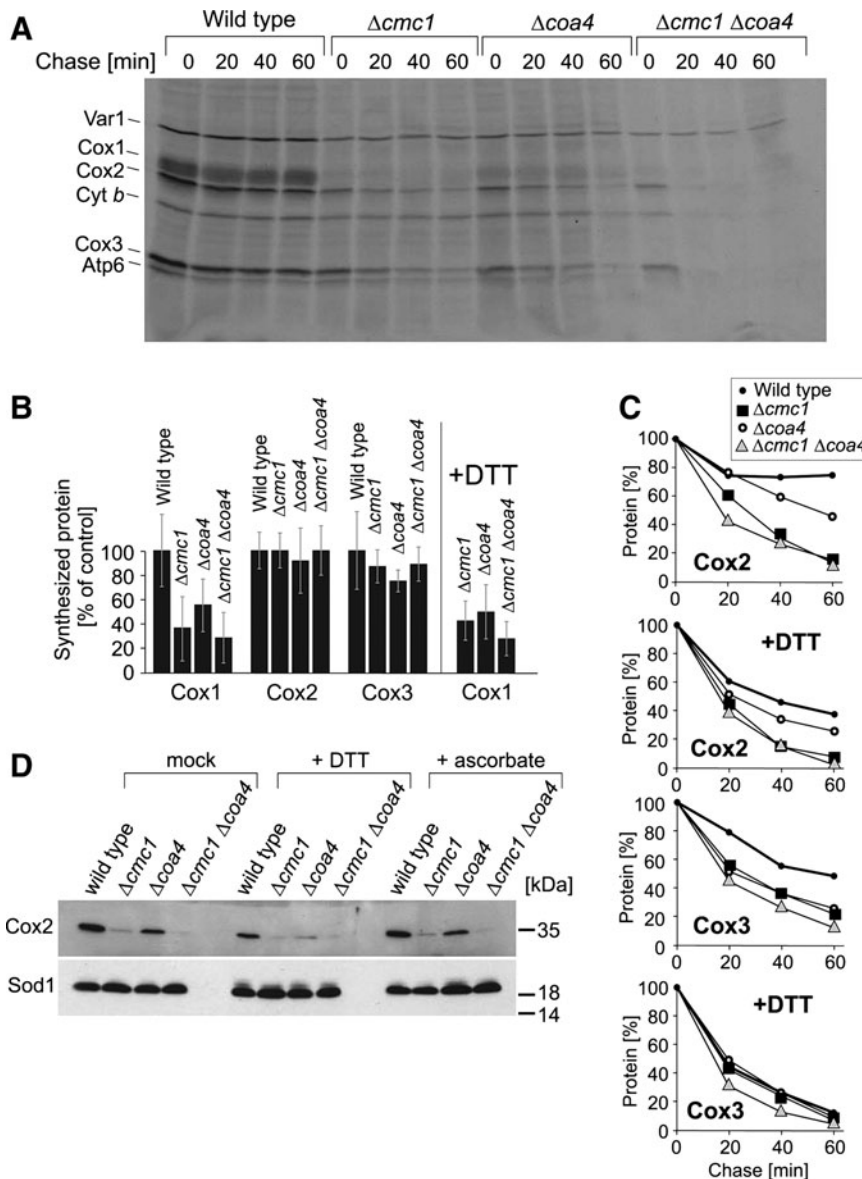 A
Wild type Δcmc1 Δcoa4 Δcmc1 Δcoa4
Chase [min] 0 20 40 60 0 20 40 60 0 20 40 60 0 20 40 60
Var1
Cox1
Cox2
Cyt b
Cox3
Atp6
B
Synthesized protein
[% of control]
100
80
60
40
20
0
Wild type
Δcmc1
Δcoa4
Δcmc1 Δcoa4
Wild type
Δcmc1
Δcoa4
Δcmc1 Δcoa4
Wild type
Δcmc1
Δcoa4
Δcmc1 Δcoa4
+DTT
Δcmc1
Δcoa4
Δcmc1 Δcoa4
Cox1 Cox2 Cox3 Cox1
C
Wild type
Δcmc1
Δcoa4
Δcmc1 Δcoa4
Protein [%]
100
80
60
40
20
0
Cox2
0 20 40 60
Protein [%]
100
80
60
40
20
0
+DTT
Cox2
0 20 40 60
Protein [%]
100
80
60
40
20
0
Cox3
0 20 40 60
Protein [%]
100
80
60
40
20
0
+DTT
Cox3
0 20 40 60
Chase [min]
D
mock + DTT + ascorbate
wild type
Δcmc1
Δcoa4
Δcmc1 Δcoa4
wild type
Δcmc1
Δcoa4
Δcmc1 Δcoa4
wild type
Δcmc1
Δcoa4
Δcmc1 Δcoa4
[kDa]
Cox2 35
Sod1 18
14